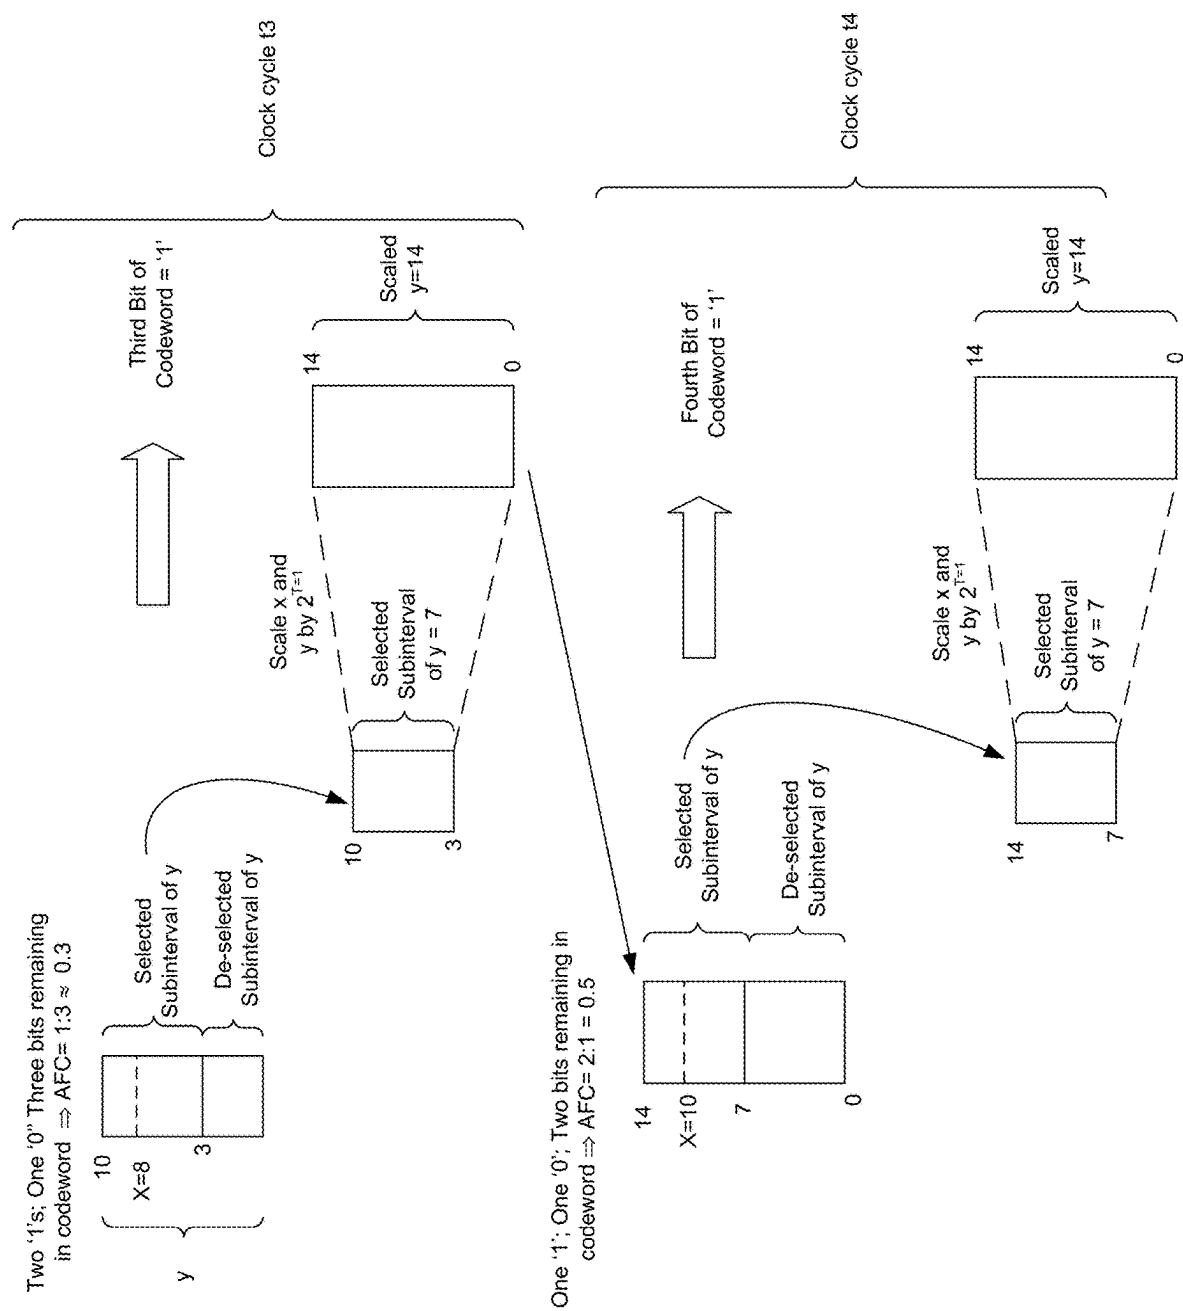 Two '1's; One '0" Three bits remaining
in codeword ⇒ AFC= 1:3 ≈ 0.3
y
10
X=8
3
Selected
Subinterval of y
De-selected
Subinterval of y
10
3
Selected
Subinterval
of y = 7
Scale x and
y by 2^T=1
14
0
Scaled
y=14
Third Bit of
Codeword = '1'
Clock cycle t3
One '1'; One '0'; Two bits remaining in
codeword ⇒ AFC= 2:1 = 0.5
14
X=10
7
0
Selected
Subinterval of y
De-selected
Subinterval of y
14
7
Selected
Subinterval
of y = 7
Scale x and
y by 2^T=1
14
0
Scaled
y=14
Fourth Bit of
Codeword = '1'
Clock cycle t4